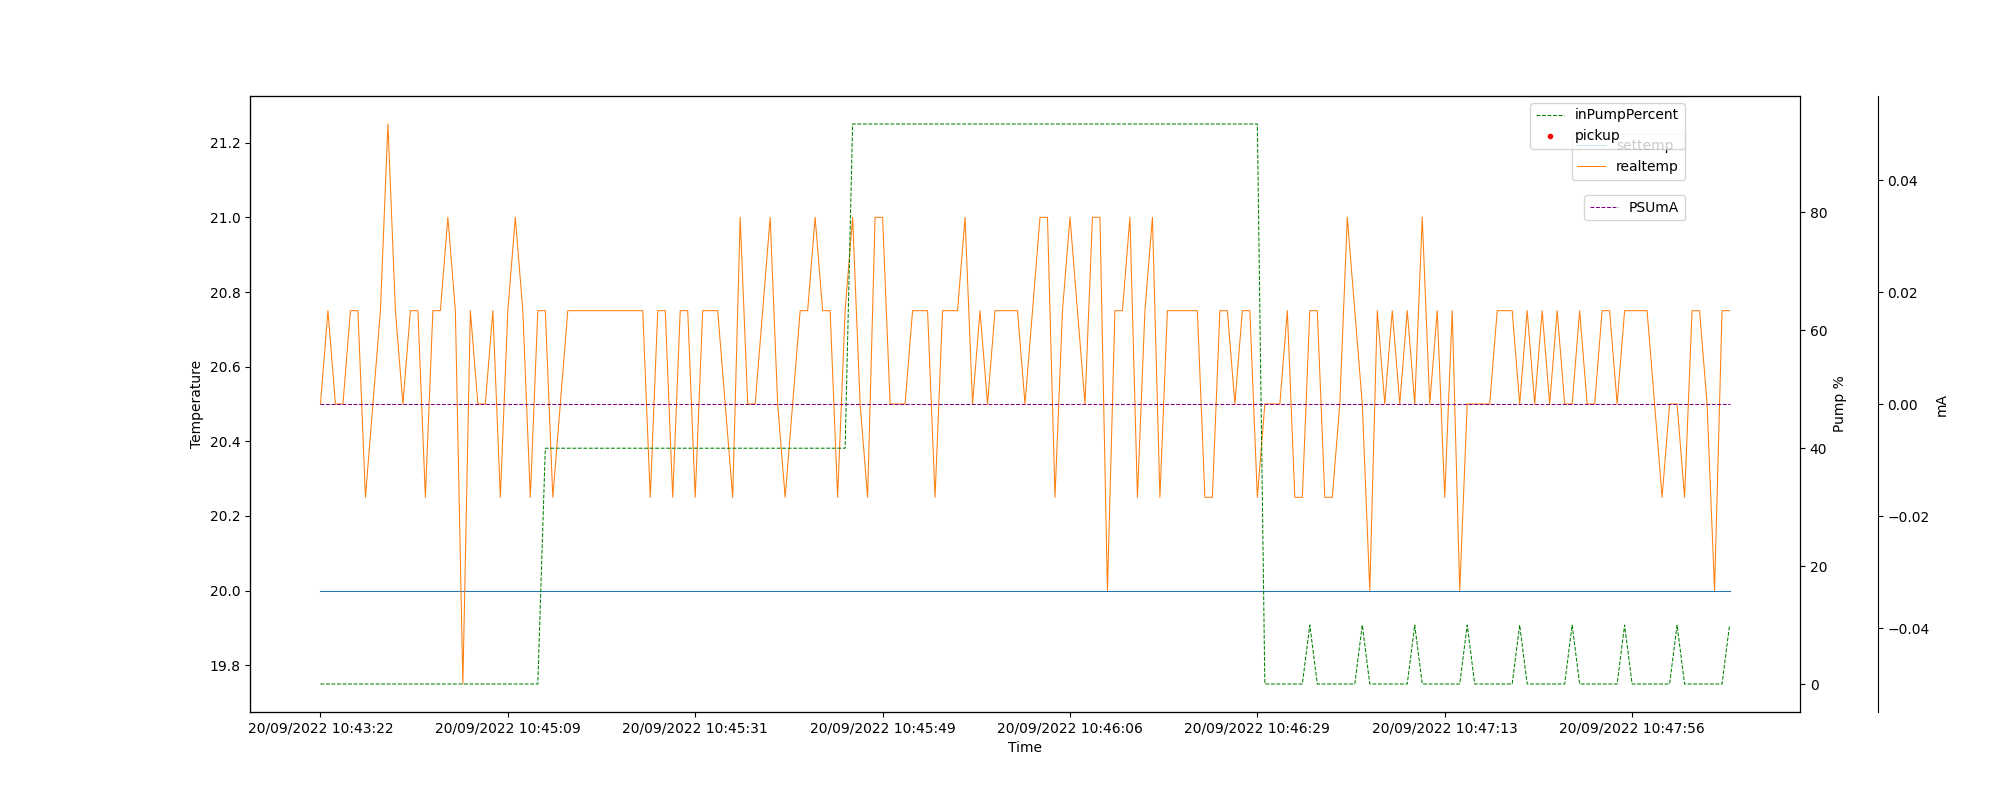 inPumpPercent
pickup
settemp
realtemp
PSUmA
21.2
21.0
20.8
20.6
20.4
20.2
20.0
19.8
Temperature
80
60
40
20
0
Pump %
0.04
0.02
0.00
−0.02
−0.04
mA
20/09/2022 10:43:22
20/09/2022 10:45:09
20/09/2022 10:45:31
20/09/2022 10:45:49
20/09/2022 10:46:06
20/09/2022 10:46:29
20/09/2022 10:47:13
20/09/2022 10:47:56
Time